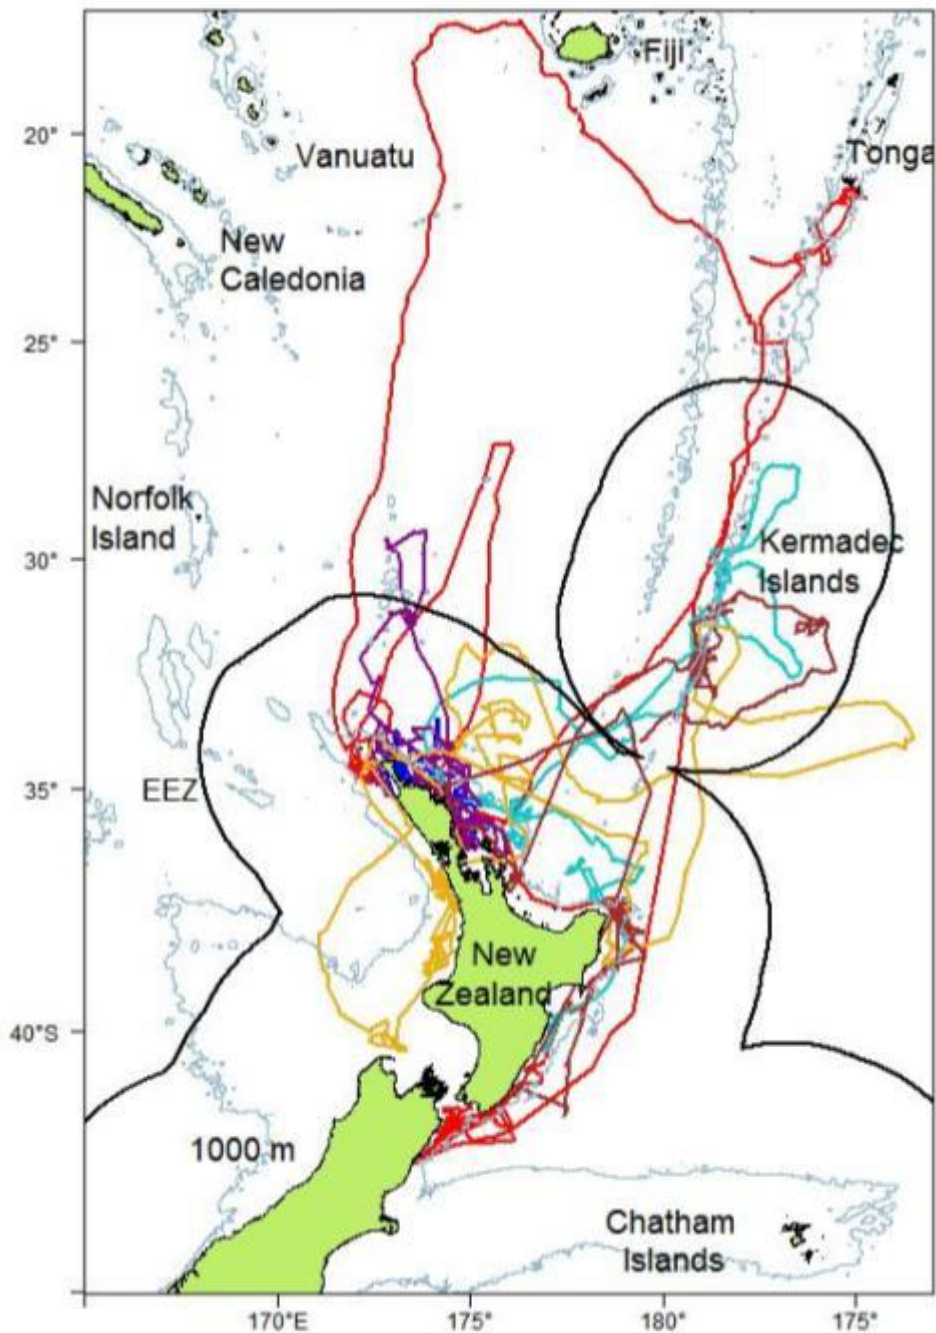 Fiji
20°
Vanuatu
Tonga
New
Caledonia
25°
Norfolk
Island
30°
Kermadec
Islands
EEZ
35°
New
Zealand
40°S
1000 m
Chatham
Islands
170°E
175°
180°
175°